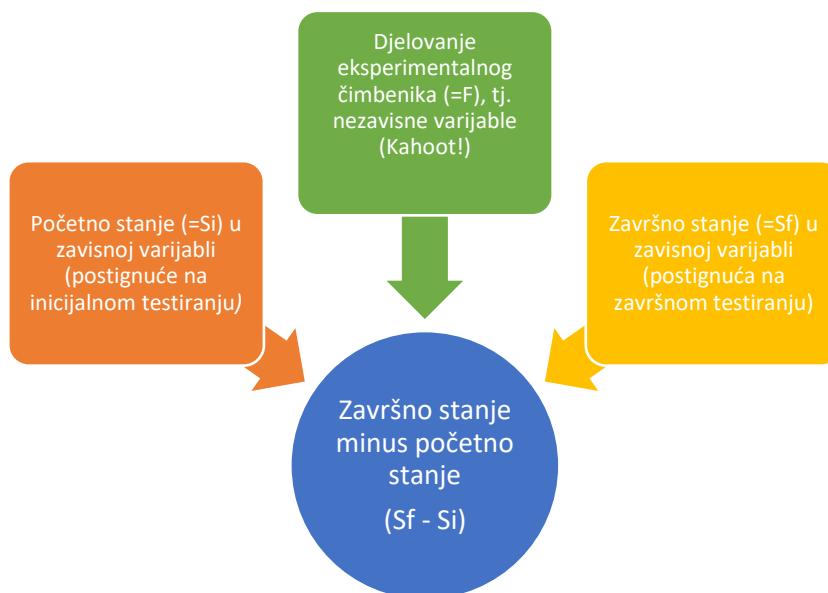 Djelovanje
eksperimentalnog
čimbenika (=F), tj.
nezavisne varijable
(Kahoot!)
Početno stanje (=Si) u
zavisnoj varijabli
(postignuće na
inicijalnom testiranju)
Završno stanje (=Sf) u
zavisnoj varijabli
(postignuća na
završnom testiranju)
Završno stanje
minus početno
stanje
(Sf - Si)